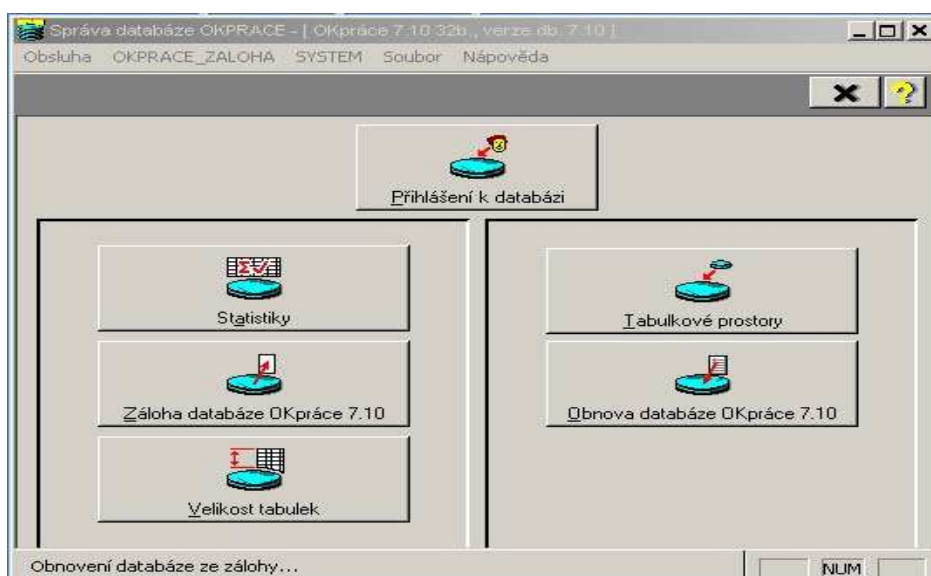 Správa databáze OKPRACE - [ OKpráce 7.10 32b., verze db. 7.10 ]
Obsluha OKPRACE_ZALOHA SYSTEM Soubor Nápověda
Přihlášení k databázi
Statistiky
Tabulkové prostory
Záloha databáze OKpráce 7.10
Obnova databáze OKpráce 7.10
Velikost tabulek
Obnovení databáze ze zálohy...
NUM